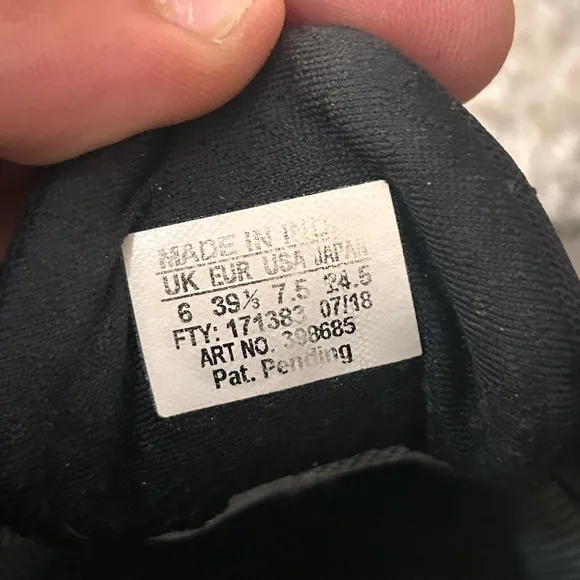 MADE IN
UK EUR USA JAPAN
6 39⅓ 7.5 24.5
FTY: 171383 07/18
ART NO. 398685
Pat. Pending